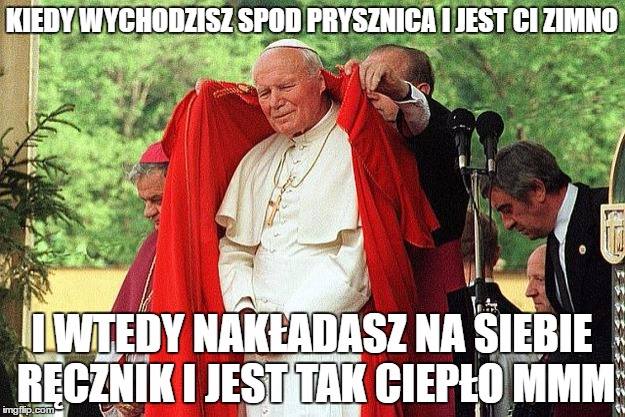 KIEDY WYCHODZISZ SPOD PRYSZNICA I JEST CI ZIMNO
I WTEDY NAKŁADASZ NA SIEBIE
RĘCZNIK I JEST TAK CIEPŁO MMM
imgflip.com